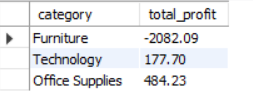 category total_profit
Furniture -2082.09
Technology 177.70
Office Supplies 484.23